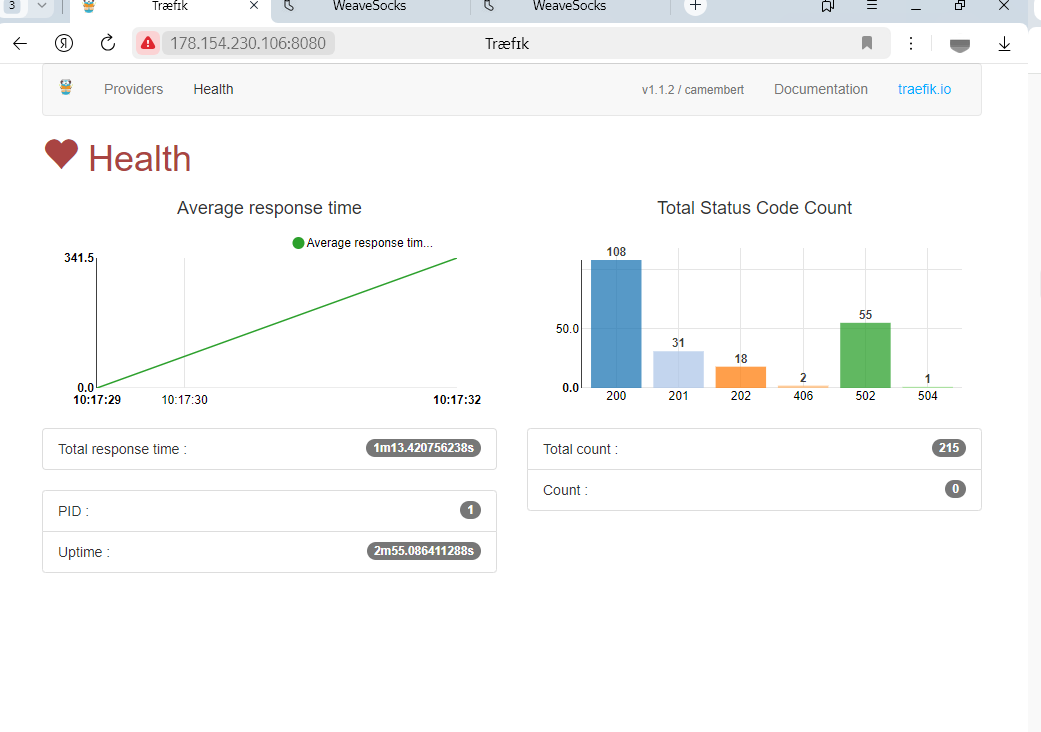 3
Træfɪk
WeaveSocks
WeaveSocks
Я
178.154.230.106:8080
Træfɪk
Providers
Health
v1.1.2 / camembert
Documentation
traefik.io
Health
Average response time
Average response tim...
341.5
0.0
10:17:29
10:17:30
10:17:32
Total Status Code Count
108
31
18
2
55
1
50.0
0.0
200
201
202
406
502
504
Total response time :
1m13.420756238s
PID :
1
Uptime :
2m55.086411288s
Total count :
215
Count :
0